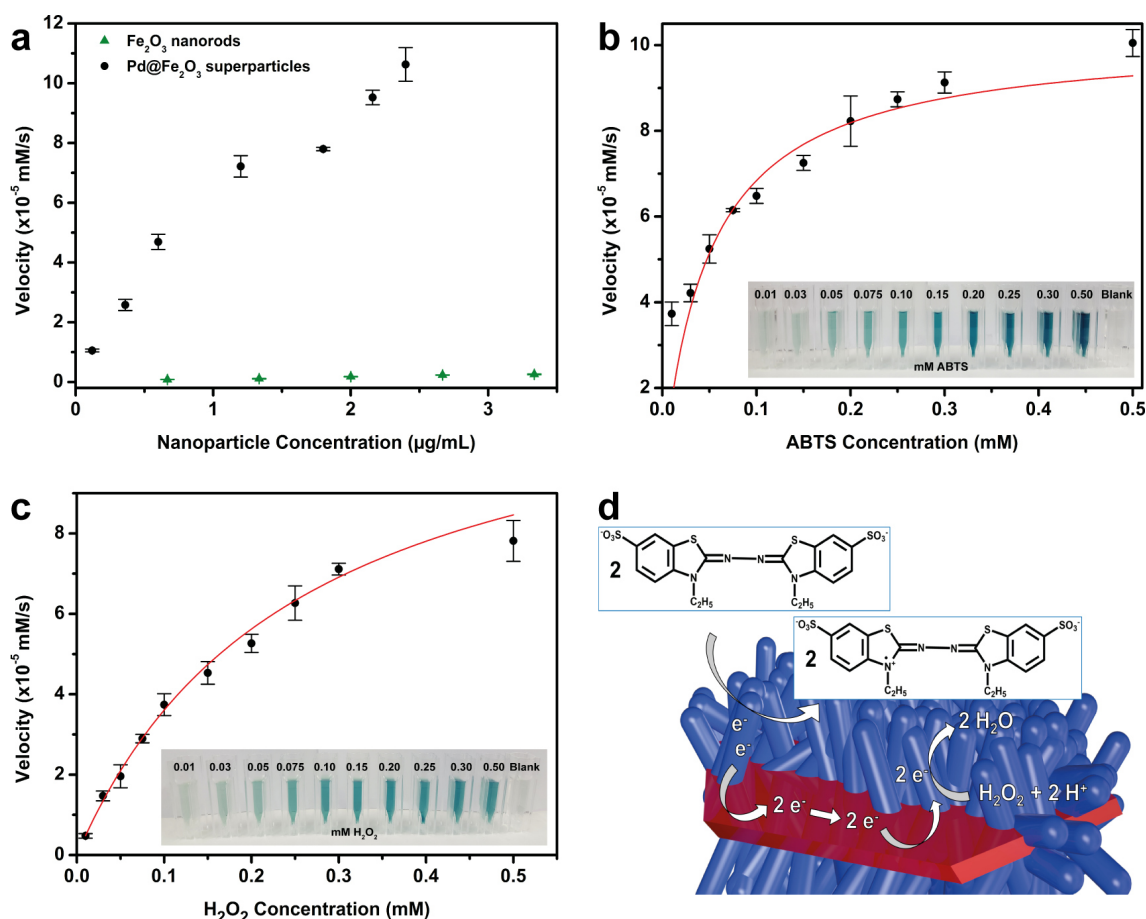 a
Fe₂O₃ nanorods
Pd@Fe₂O₃ superparticles
12
10
8
6
4
2
0
0
1
2
3
Velocity (x10⁻⁵ mM/s)
Nanoparticle Concentration (µg/mL)
b
10
8
6
4
2
0.0
0.1
0.2
0.3
0.4
0.5
Velocity (x10⁻⁵ mM/s)
ABTS Concentration (mM)
0.01 0.03 0.05 0.075 0.10 0.15 0.20 0.25 0.30 0.50 Blank
mM ABTS
c
8
6
4
2
0
0.0
0.1
0.2
0.3
0.4
0.5
Velocity (x10⁻⁵ mM/s)
H₂O₂ Concentration (mM)
0.01 0.03 0.05 0.075 0.10 0.15 0.20 0.25 0.30 0.50 Blank
mM H₂O₂
d
2
⁻O₃S
S
N
N
S
SO₃⁻
N
N
C₂H₅
C₂H₅
2
⁻O₃S
S
N
N
S
SO₃⁻
N⁺
N
C₂H₅
C₂H₅
e⁻
e⁻
2 e⁻
2 e⁻
2 e⁻
2 H₂O
H₂O₂ + 2 H⁺